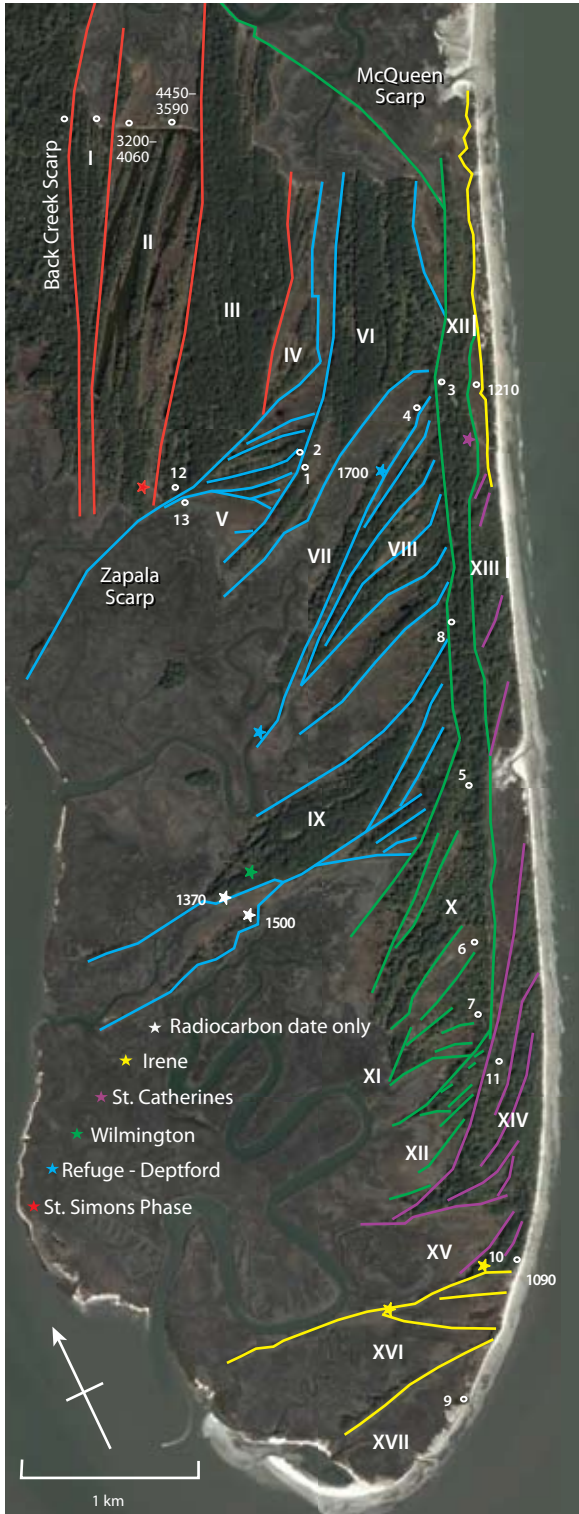 McQueen
Scarp
4450–
3590
Back Creek Scarp
I
3200–
4060
II
III
IV
VI
XII
3
1210
4
2
1
1700
12
13
V
VII
VIII
XIII
Zapala
Scarp
8
5
IX
1370
1500
X
6
7
Radiocarbon date only
Irene
XI
11
St. Catherines
XIV
Wilmington
XII
Refuge - Deptford
St. Simons Phase
XV
10
1090
XVI
9
XVII
1 km